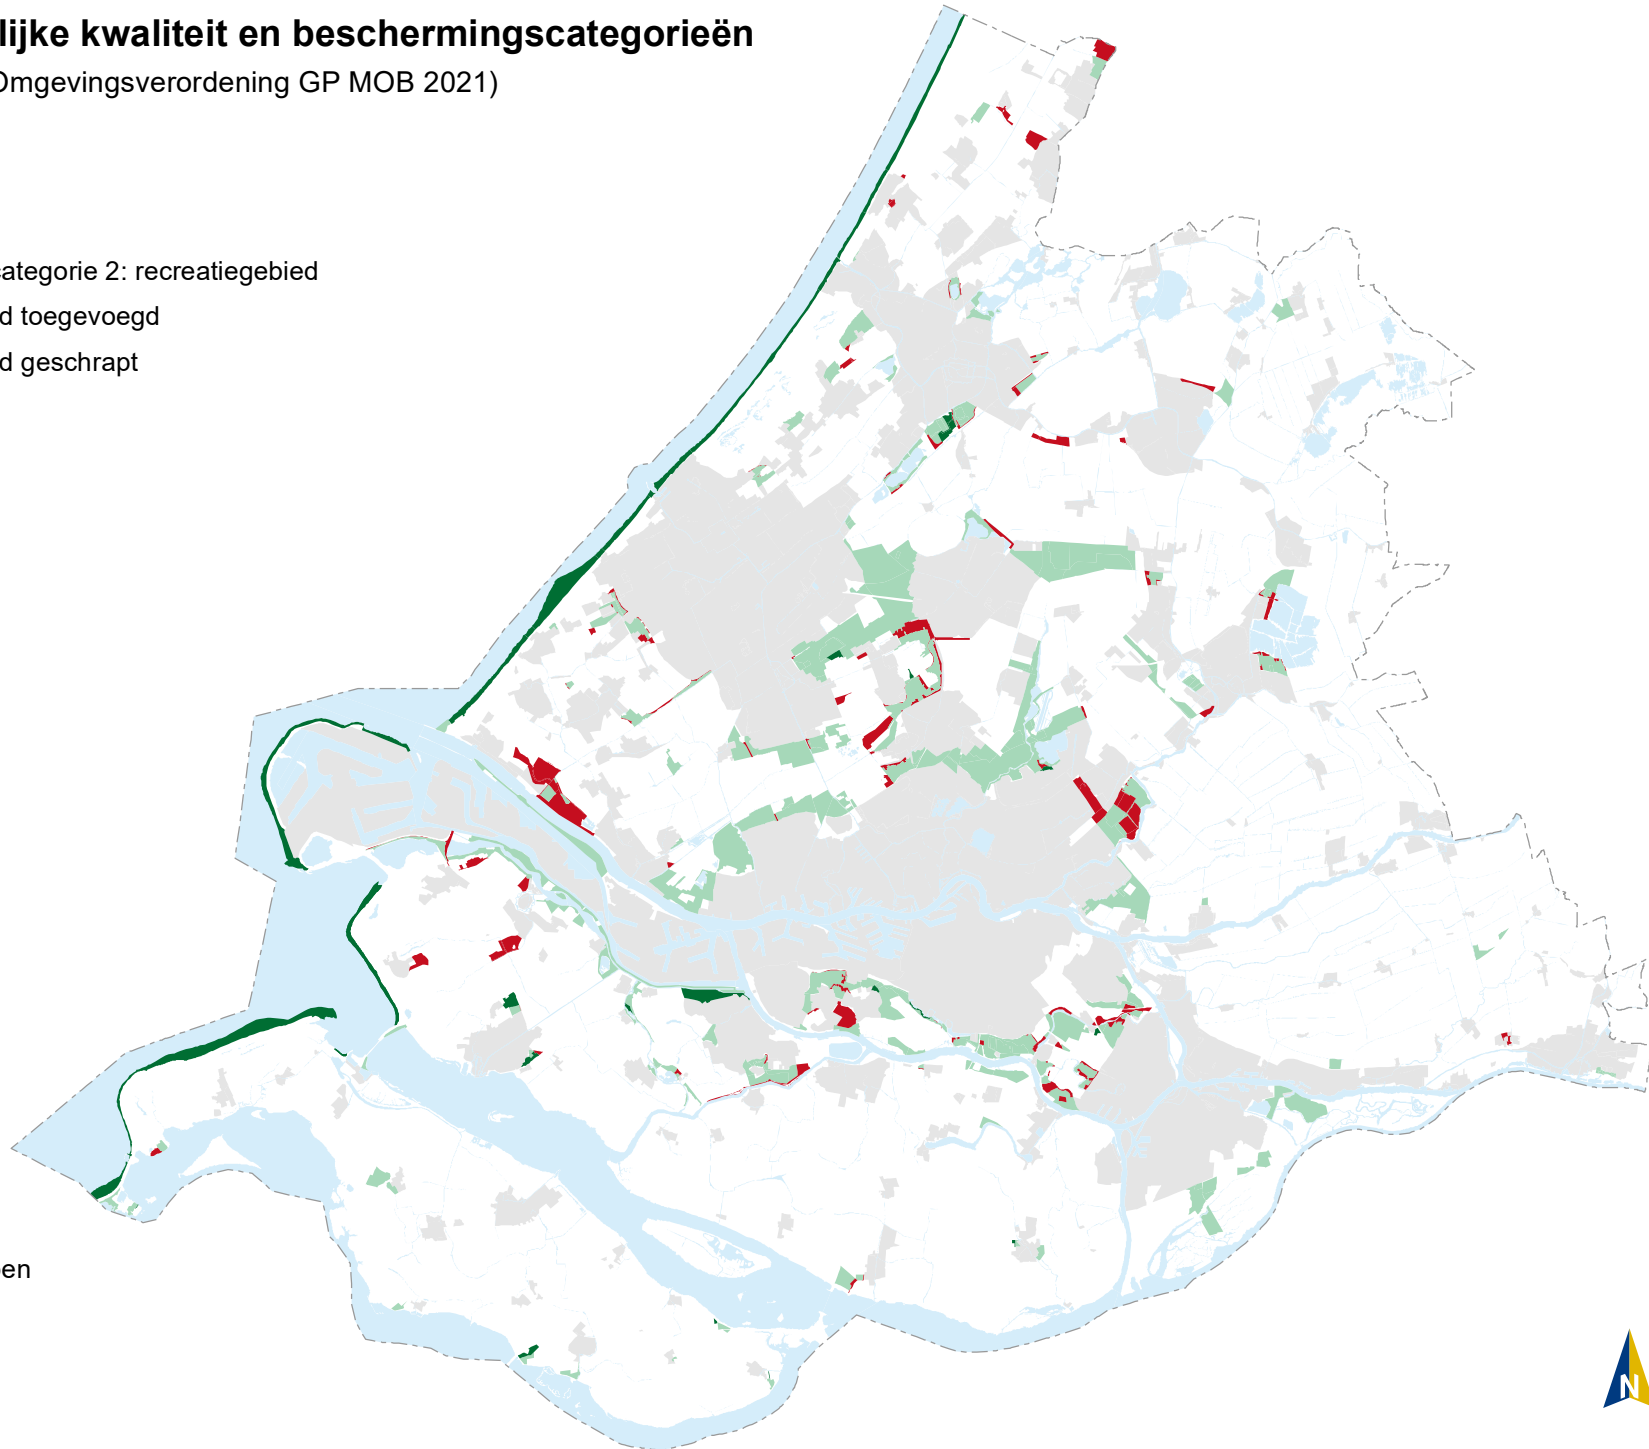 lijke kwaliteit en beschermingscategorieën
Omgevingsverordening GP MOB 2021)
categorie 2: recreatiegebied
d toegevoegd
d geschrapt
en
N